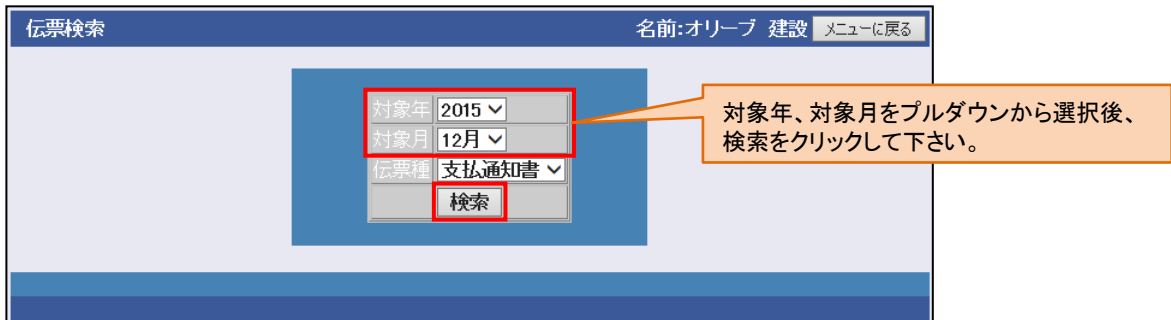 伝票検索 名前:オリーブ 建設 メニューに戻る
対象年 2015
対象月 12月
伝票種 支払通知書
検索
対象年、対象月をプルダウンから選択後、
検索をクリックして下さい。